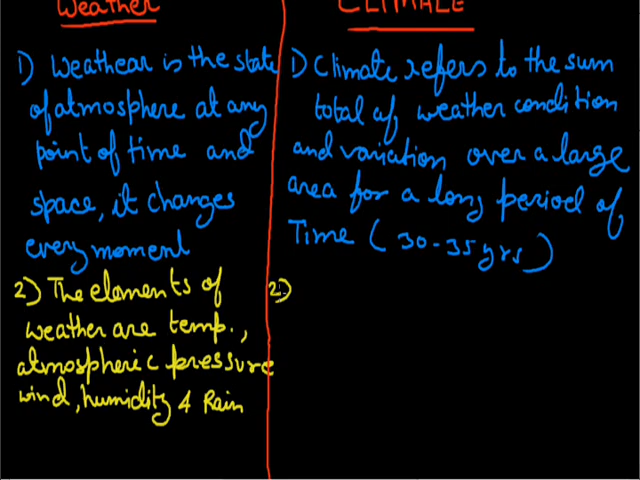 Weather
1) Weathear is the state
of atmosphere at any
point of time and
space, it changes
every moment
2) The elements of
weather are temp.,
atmospheric pressure
wind, humidity & Rain
CLIMATE
1) Climate refers to the sum
total of weather condition
and variation over a large
area for a long period of
Time (30-35yrs)
2)